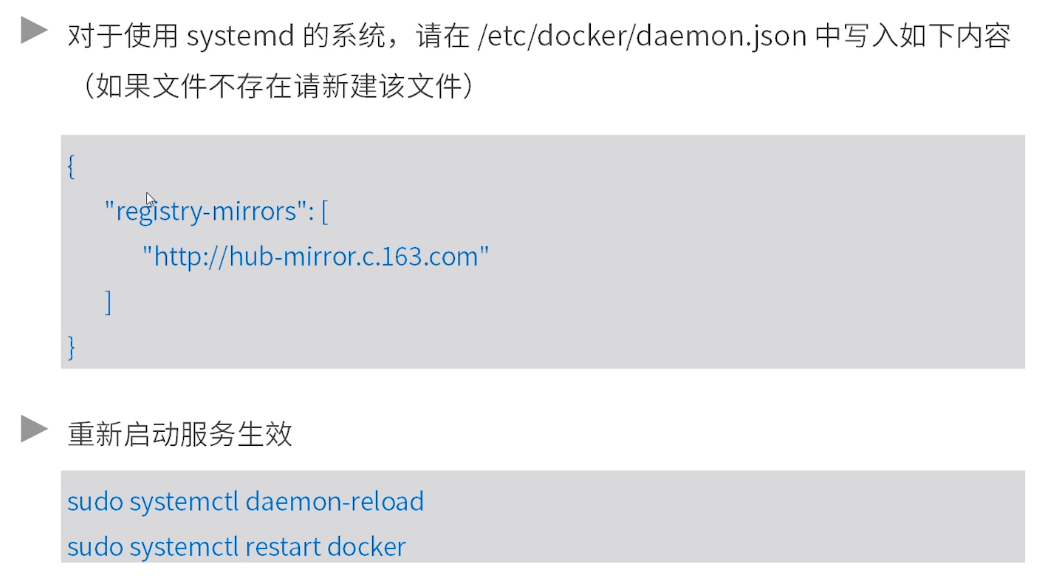 对于使用 systemd 的系统，请在 /etc/docker/daemon.json 中写入如下内容
（如果文件不存在请新建该文件）
{
"registry-mirrors": [
"http://hub-mirror.c.163.com"
]
}
重新启动服务生效
sudo systemctl daemon-reload
sudo systemctl restart docker